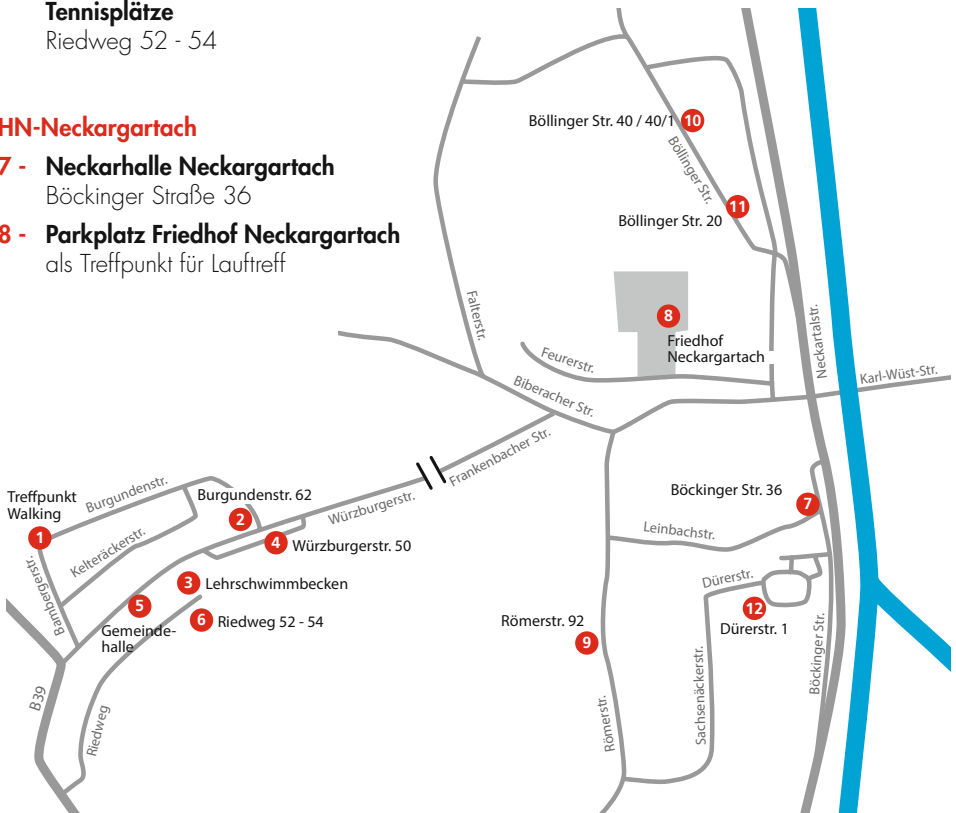 Tennisplätze
Riedweg 52 - 54
HN-Neckargartach
7 - Neckarhalle Neckargartach
Böckinger Straße 36
8 - Parkplatz Friedhof Neckargartach
als Treffpunkt für Lauftreff
Böllinger Str. 40 / 40/1
10
Böllinger Str.
11
Böllinger Str. 20
Falterstr.
8
Friedhof
Neckargartach
Neckartalstr.
Feurerstr.
Biberacher Str.
Karl-Wüst-Str.
Frankenbacher Str.
Treffpunkt
Walking
1
Burgundenstr.
Burgundenstr. 62
2
Würzburgerstr.
Kelteräckerstr.
4
Würzburgerstr. 50
Bambergerstr.
3
Lehrschwimmbecken
5
Gemeinde-
halle
6
Riedweg 52 - 54
B39
Riedweg
Böckinger Str. 36
7
Leinbachstr.
Dürerstr.
12
Dürerstr. 1
Römerstr. 92
9
Römerstr.
Sachsenäckerstr.
Böckinger Str.